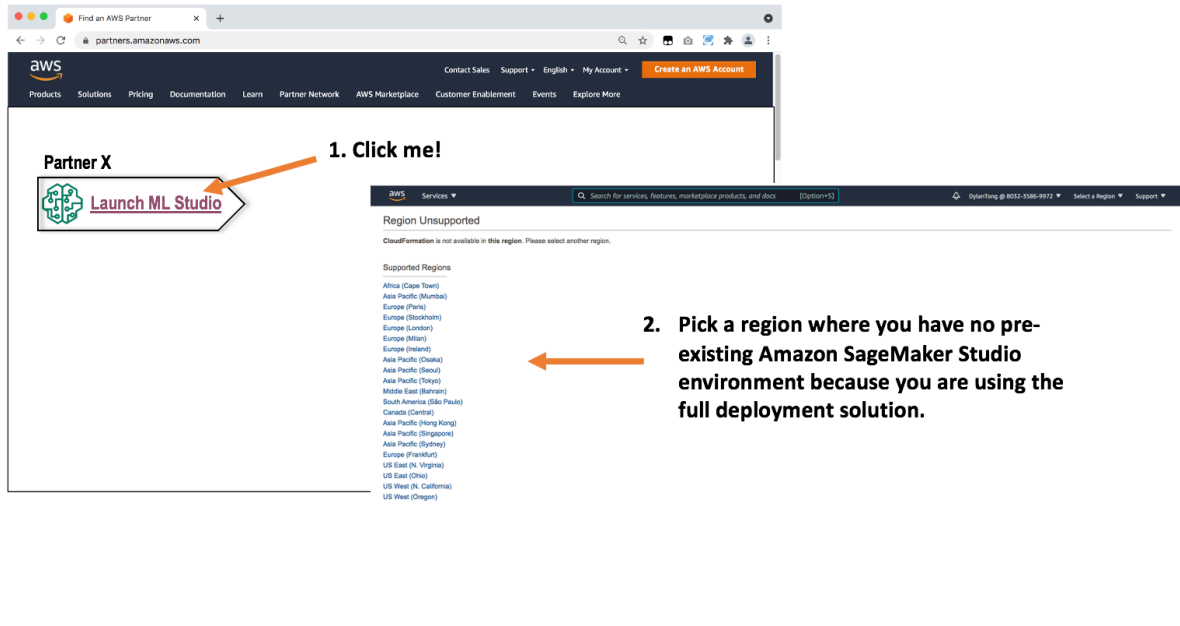 Find an AWS Partner
partners.amazonaws.com
aws
Contact Sales Support English My Account Create an AWS Account
Products Solutions Pricing Documentation Learn Partner Network AWS Marketplace Customer Enablement Events Explore More
1. Click me!
Partner X
Launch ML Studio
aws Services Search for services, features, marketplace products, and docs [Option+S] DylanTong @ 8032-3586-9972 Select a Region Support
Region Unsupported
CloudFormation is not available in this region. Please select another region.
Supported Regions
Africa (Cape Town)
Asia Pacific (Mumbai)
Europe (Paris)
Europe (Stockholm)
Europe (London)
Europe (Milan)
Europe (Ireland)
Asia Pacific (Osaka)
Asia Pacific (Seoul)
Asia Pacific (Tokyo)
Middle East (Bahrain)
South America (São Paulo)
Canada (Central)
Asia Pacific (Hong Kong)
Asia Pacific (Singapore)
Asia Pacific (Sydney)
Europe (Frankfurt)
US East (N. Virginia)
US East (Ohio)
US West (N. California)
US West (Oregon)
2. Pick a region where you have no pre-
existing Amazon SageMaker Studio
environment because you are using the
full deployment solution.